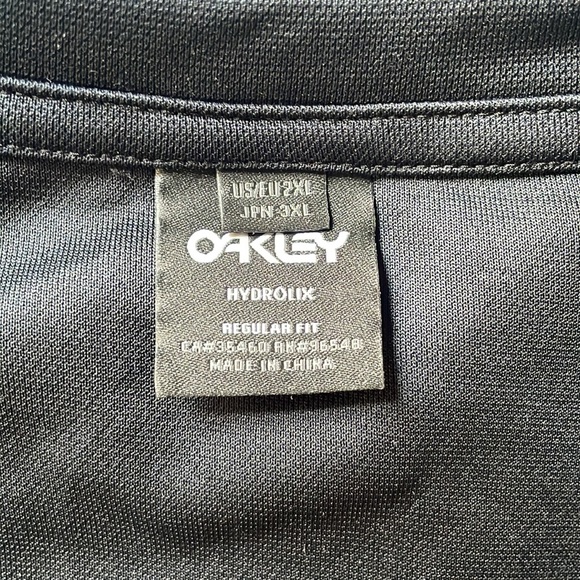 US/EU 2XL
JPN 3XL
OAKLEY
HYDROLIX
REGULAR FIT
CA#35460/RN#96548
MADE IN CHINA